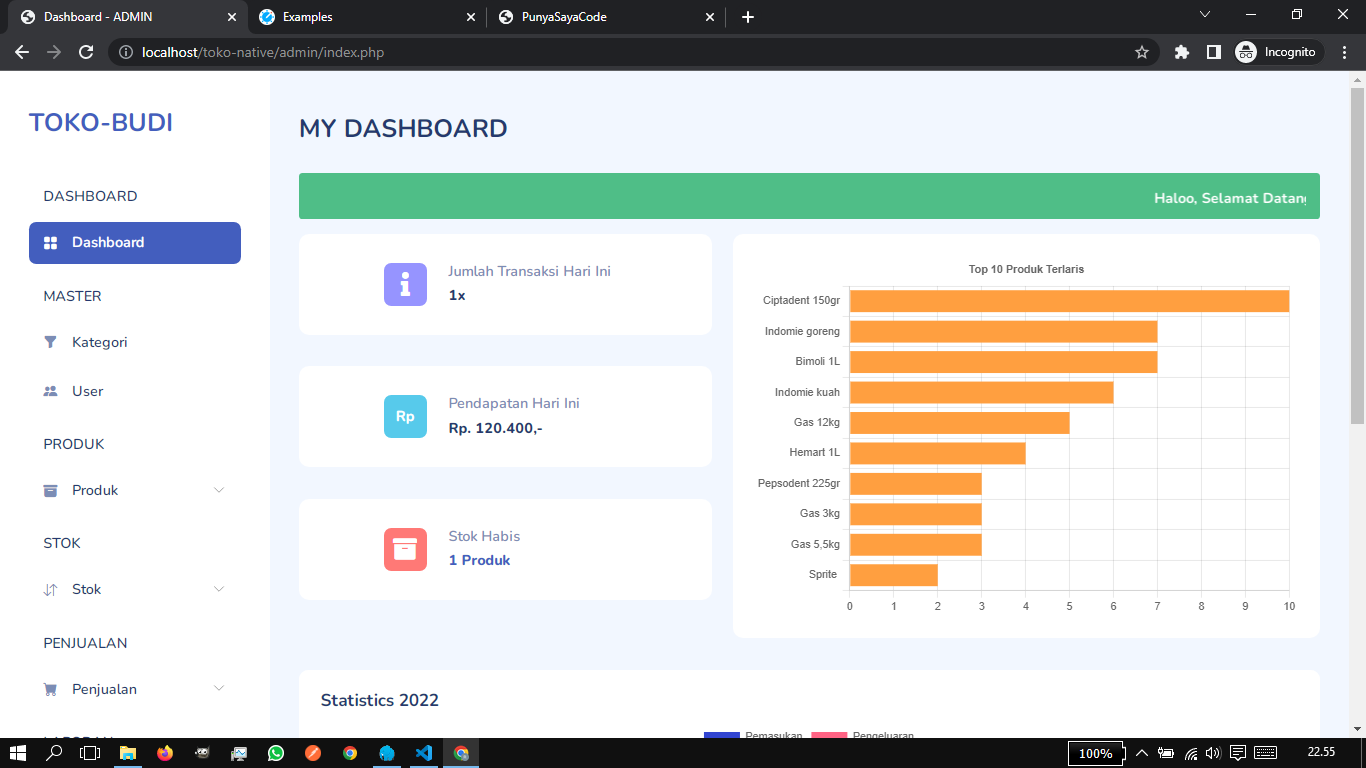 Dashboard - ADMIN
Examples
PunyaSayaCode
localhost/toko-native/admin/index.php
Incognito
TOKO-BUDI
DASHBOARD
Dashboard
MASTER
Kategori
User
PRODUK
Produk
STOK
Stok
PENJUALAN
Penjualan
MY DASHBOARD
Haloo, Selamat Datang
Jumlah Transaksi Hari Ini
1x
Rp
Pendapatan Hari Ini
Rp. 120.400,-
Stok Habis
1 Produk
Top 10 Produk Terlaris
Ciptadent 150gr
Indomie goreng
Bimoli 1L
Indomie kuah
Gas 12kg
Hemart 1L
Pepsodent 225gr
Gas 3kg
Gas 5,5kg
Sprite
0 1 2 3 4 5 6 7 8 9 10
Statistics 2022
Pemasukan Pengeluaran
100%
22.55